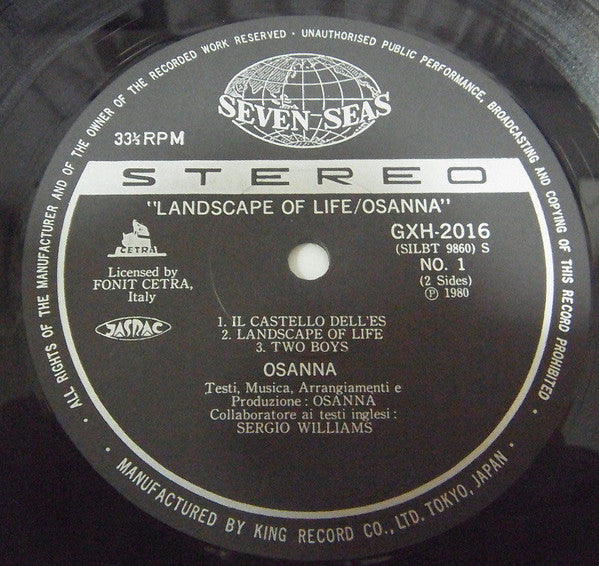 ALL RIGHTS OF THE MANUFACTURER AND OF THE OWNER OF THE RECORDED WORK RESERVED · UNAUTHORISED PUBLIC PERFORMANCE, BROADCASTING AND COPYING OF THIS RECORD PROHIBITED
SEVEN SEAS
33⅓ RPM
STEREO
"LANDSCAPE OF LIFE/OSANNA"
CETRA
Licensed by
FONIT CETRA,
Italy
JASRAC
GXH-2016
(SILBT 9860) S
NO. 1
(2 Sides)
Ⓟ 1980
1. IL CASTELLO DELL'ES
2. LANDSCAPE OF LIFE
3. TWO BOYS
OSANNA
Testi, Musica, Arrangiamenti e
Produzione: OSANNA
Collaboratore ai testi inglesi:
SERGIO WILLIAMS
· MANUFACTURED BY KING RECORD CO., LTD. TOKYO, JAPAN ·